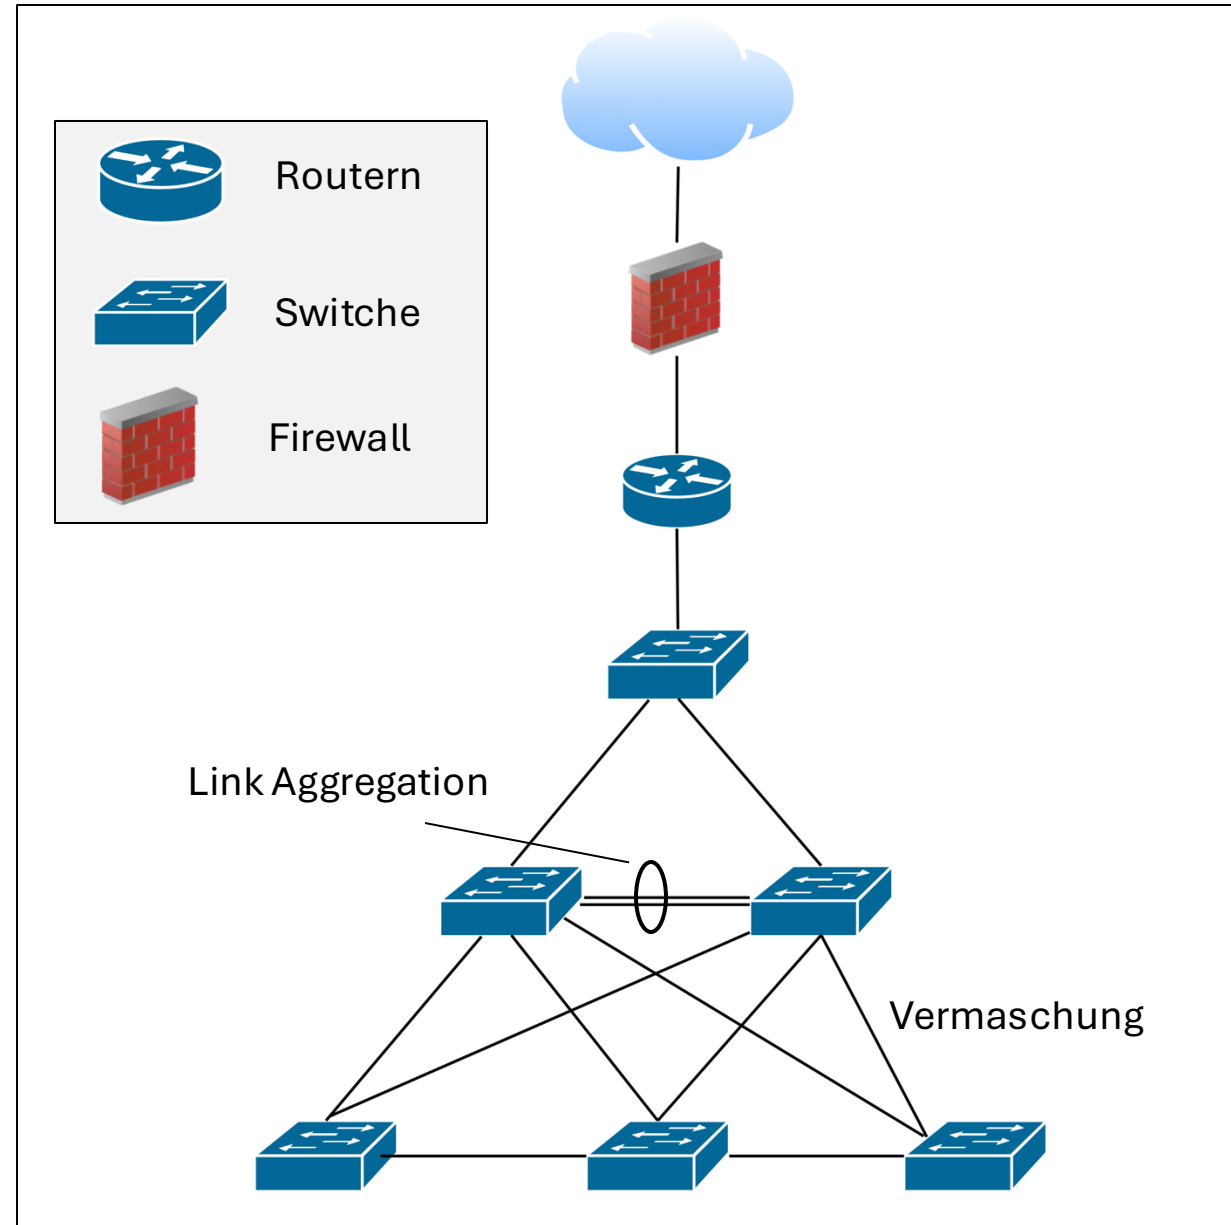 Routern
Switche
Firewall
Link Aggregation
Vermaschung